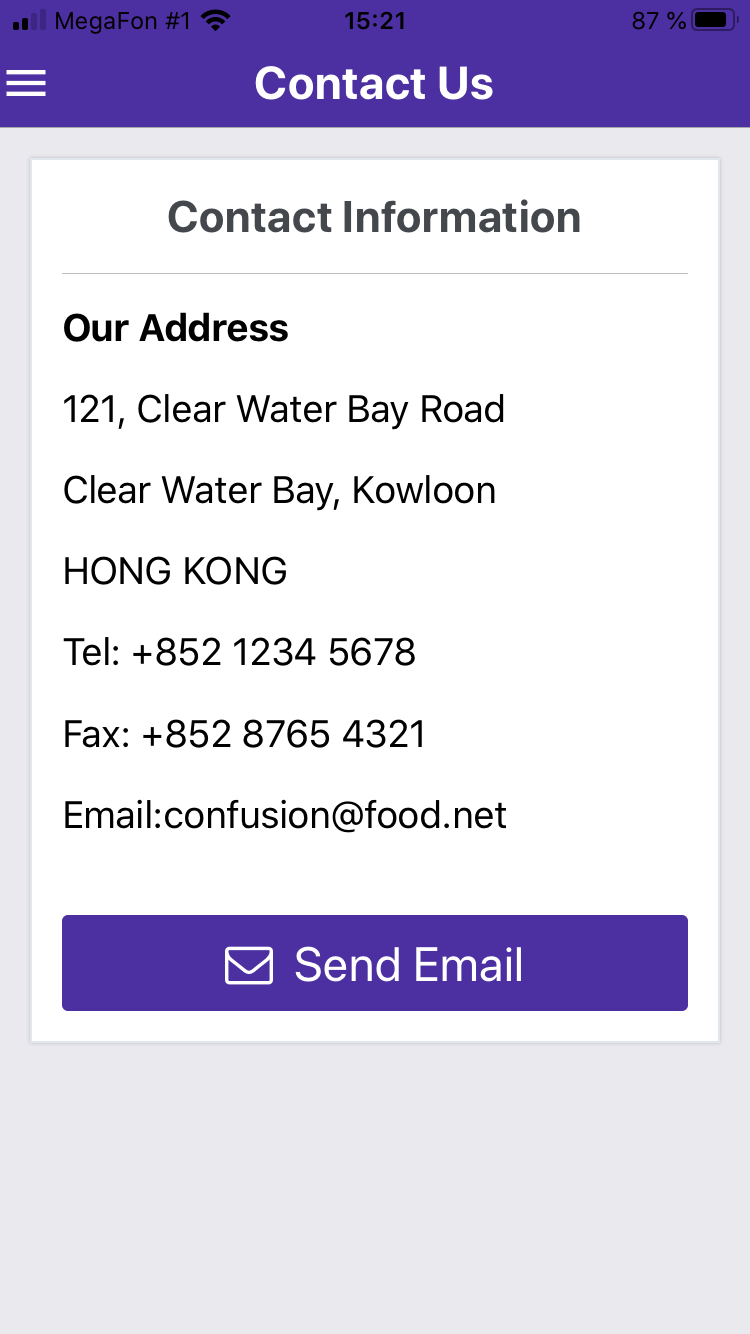 MegaFon #1 15:21 87 %
Contact Us
Contact Information
Our Address
121, Clear Water Bay Road
Clear Water Bay, Kowloon
HONG KONG
Tel: +852 1234 5678
Fax: +852 8765 4321
Email:confusion@food.net
Send Email